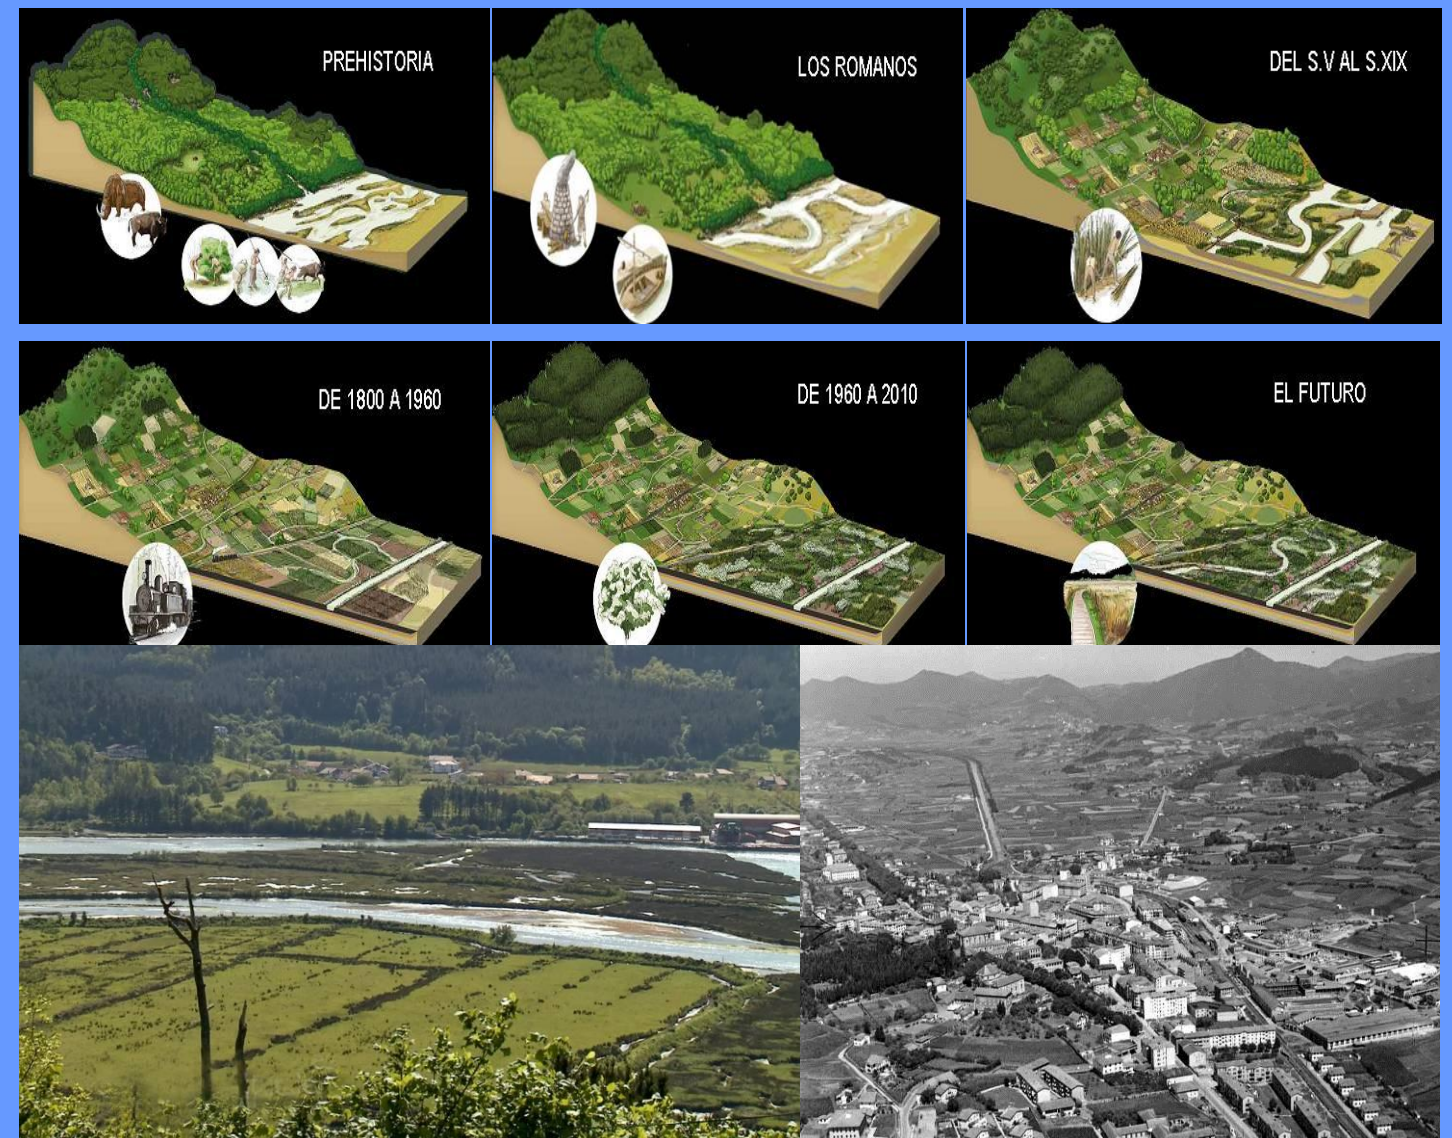 PREHISTORIA
LOS ROMANOS
DEL S.V AL S.XIX
DE 1800 A 1960
DE 1960 A 2010
EL FUTURO